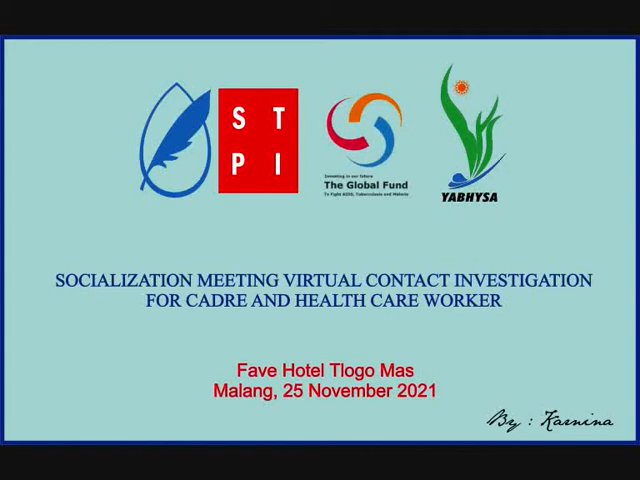 S T
P I
Investing in our future
The Global Fund
To Fight AIDS, Tuberculosis and Malaria
YABHYSA
SOCIALIZATION MEETING VIRTUAL CONTACT INVESTIGATION
FOR CADRE AND HEALTH CARE WORKER
Fave Hotel Tlogo Mas
Malang, 25 November 2021
By : Karnina